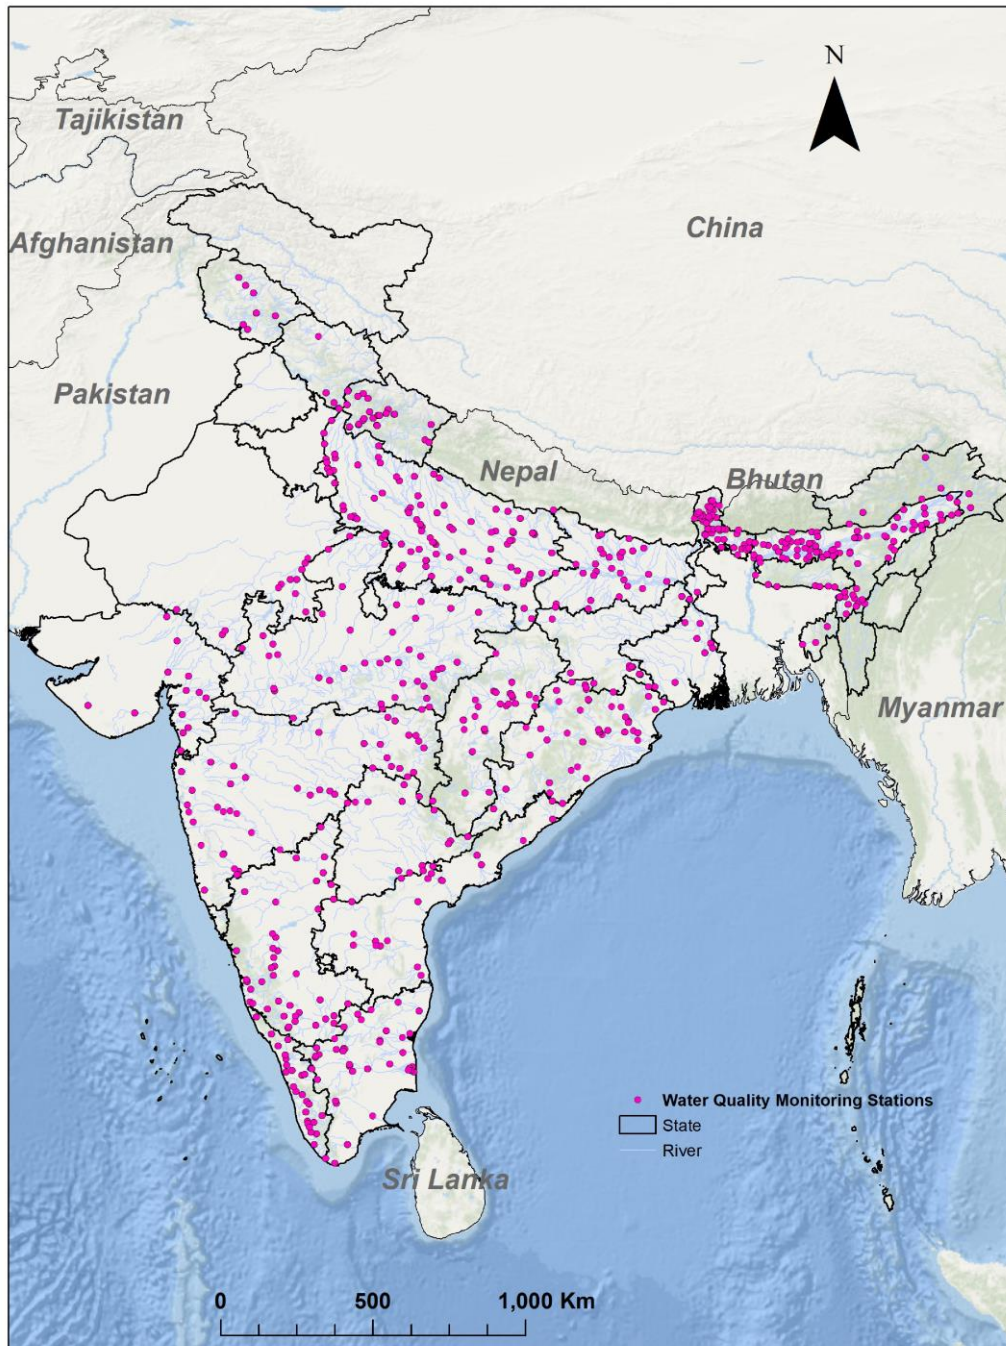 N
Tajikistan
Afghanistan
China
Pakistan
Nepal
Bhutan
Myanmar
Water Quality Monitoring Stations
State
River
Sri Lanka
0 500 1,000 Km